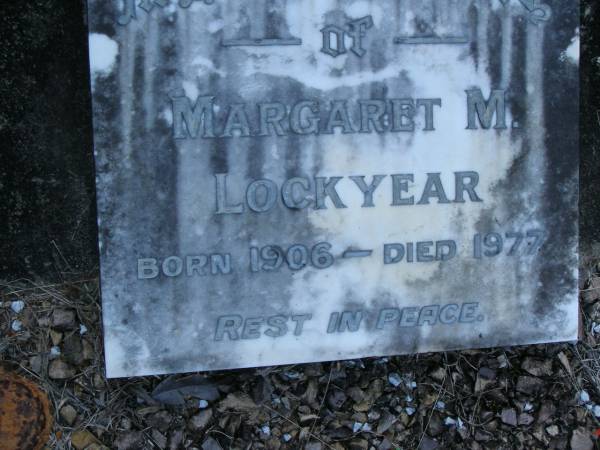 of
MARGARET M.
LOCKYEAR
BORN 1906 — DIED 1977
REST IN PEACE.